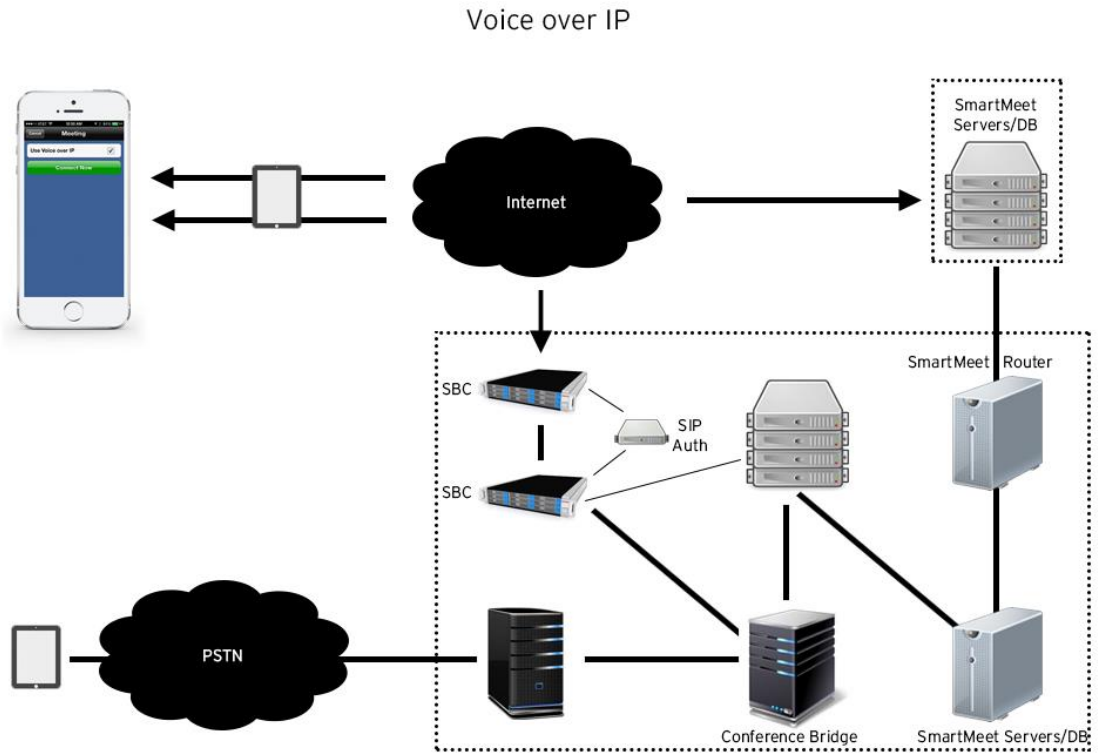 Voice over IP
Cancel
Meeting
Use Voice over IP
Connect Now
Internet
SmartMeet
Servers/DB
SBC
SIP
Auth
SBC
SmartMeet Router
PSTN
Conference Bridge
SmartMeet Servers/DB